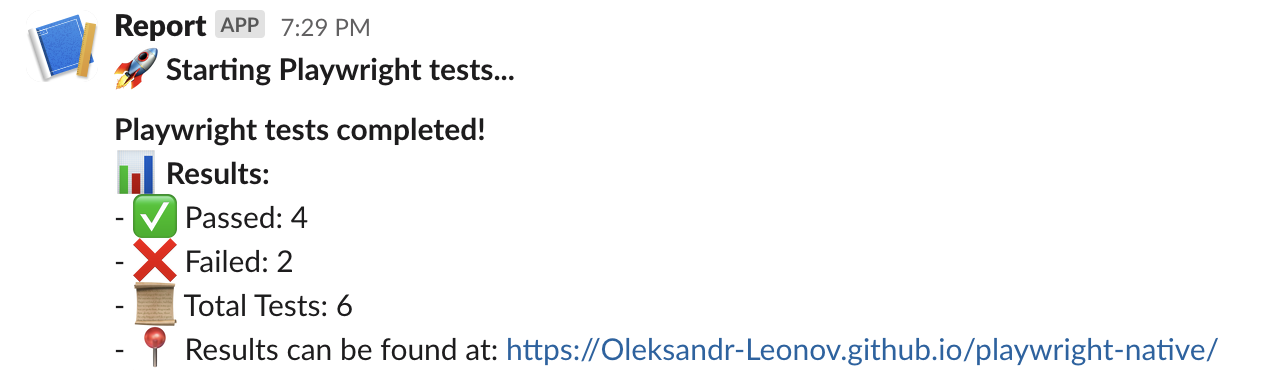 Report APP 7:29 PM
🚀 Starting Playwright tests...
Playwright tests completed!
📊 Results:
- ✅ Passed: 4
- ❌ Failed: 2
- 📜 Total Tests: 6
- 📍 Results can be found at: https://Oleksandr-Leonov.github.io/playwright-native/